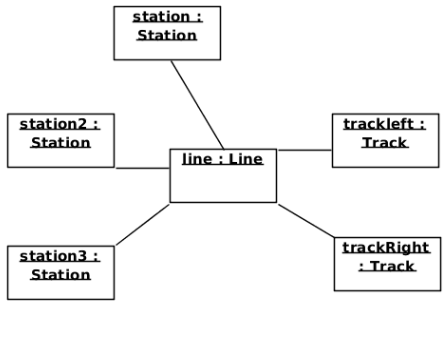 station :
Station
station2 :
Station
line : Line
trackleft :
Track
station3 :
Station
trackRight
: Track